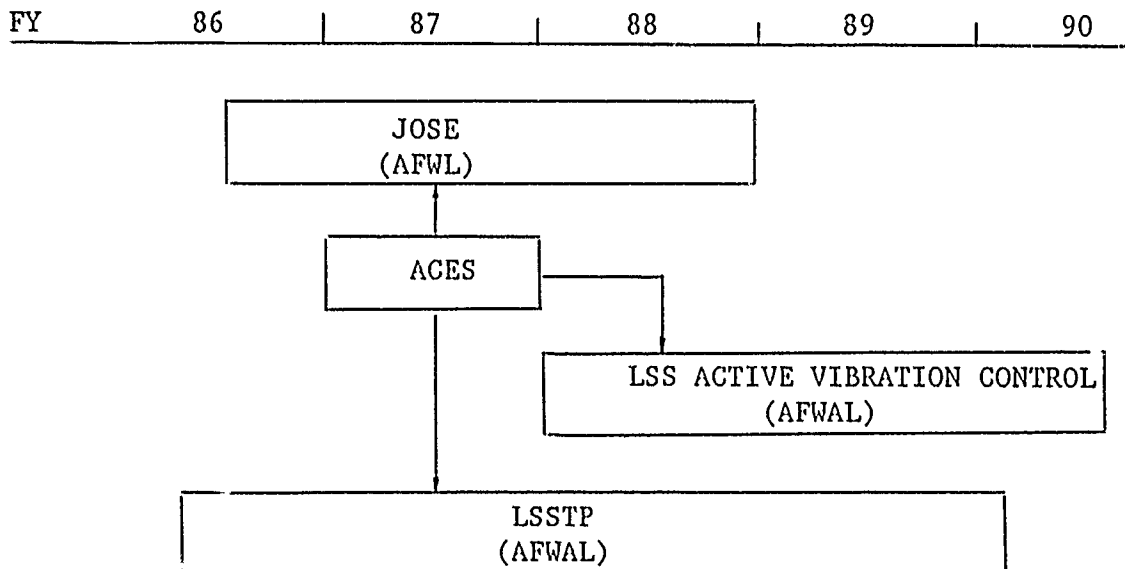 FY 86 87 88 89 90
JOSE
(AFWL)
ACES
LSS ACTIVE VIBRATION CONTROL
(AFWAL)
LSSTP
(AFWAL)